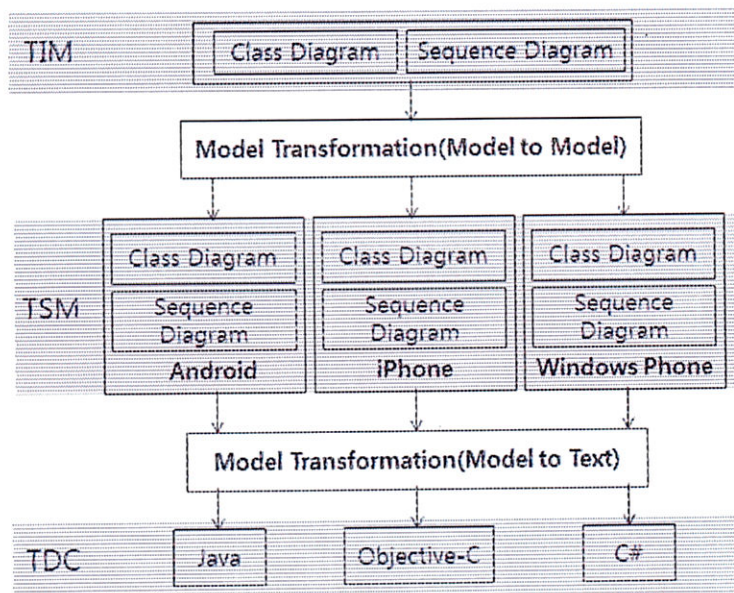 TIM
Class Diagram
Sequence Diagram
Model Transformation(Model to Model)
TSM
Class Diagram
Sequence
Diagram
Android
Class Diagram
Sequence
Diagram
iPhone
Class Diagram
Sequence
Diagram
Windows Phone
Model Transformation(Model to Text)
TDC
Java
Objective-C
C#